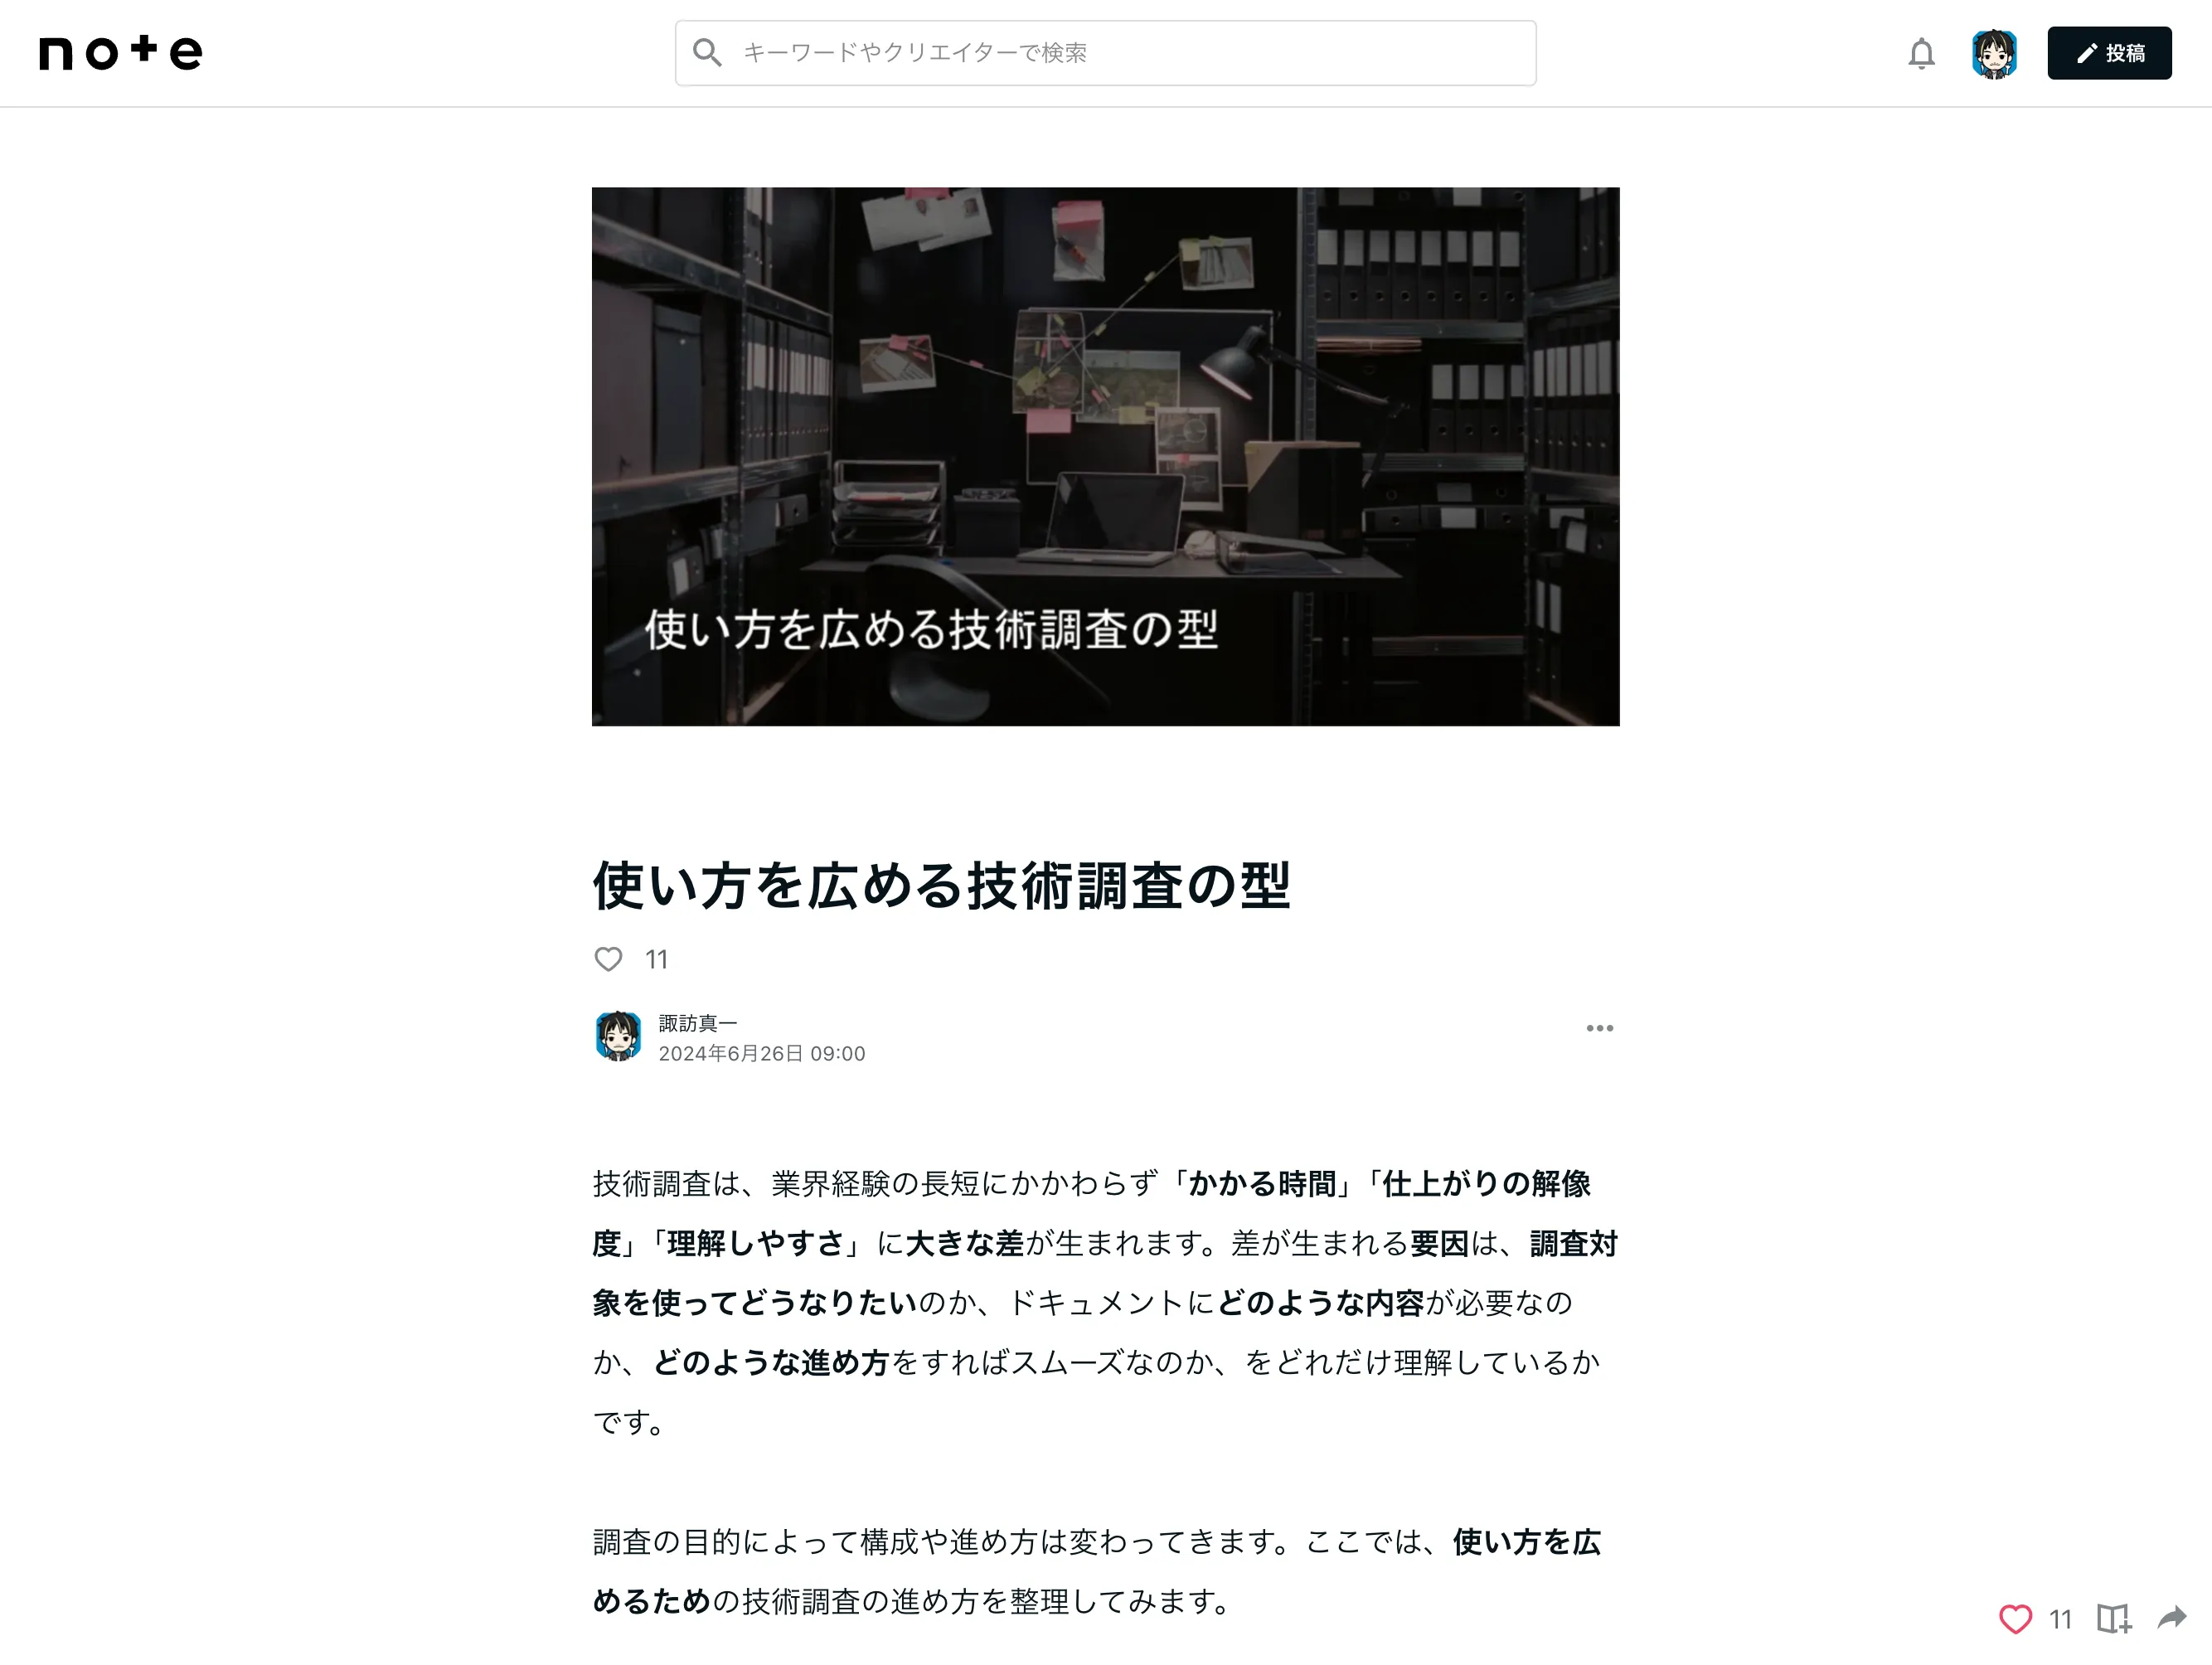 note
キーワードやクリエイターで検索
投稿
使い方を広める技術調査の型
使い方を広める技術調査の型
11
諏訪真一
2024年6月26日 09:00
技術調査は、業界経験の長短にかかわらず「かかる時間」「仕上がりの解像
度」「理解しやすさ」に大きな差が生まれます。差が生まれる要因は、調査対
象を使ってどうなりたいのか、ドキュメントにどのような内容が必要なの
か、どのような進め方をすればスムーズなのか、をどれだけ理解しているか
です。
調査の目的によって構成や進め方は変わってきます。ここでは、使い方を広
めるための技術調査の進め方を整理してみます。
11